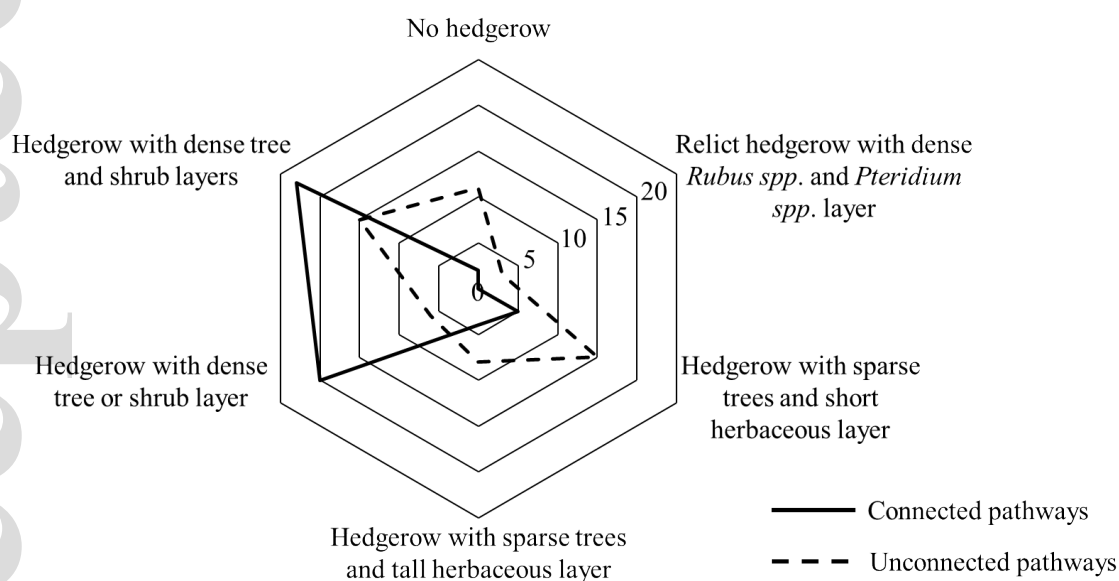 No hedgerow
Hedgerow with dense tree
and shrub layers
Relict hedgerow with dense
Rubus spp. and Pteridium
spp. layer
20
15
10
5
0
Hedgerow with dense
tree or shrub layer
Hedgerow with sparse
trees and short
herbaceous layer
Hedgerow with sparse trees
and tall herbaceous layer
Connected pathways
Unconnected pathways